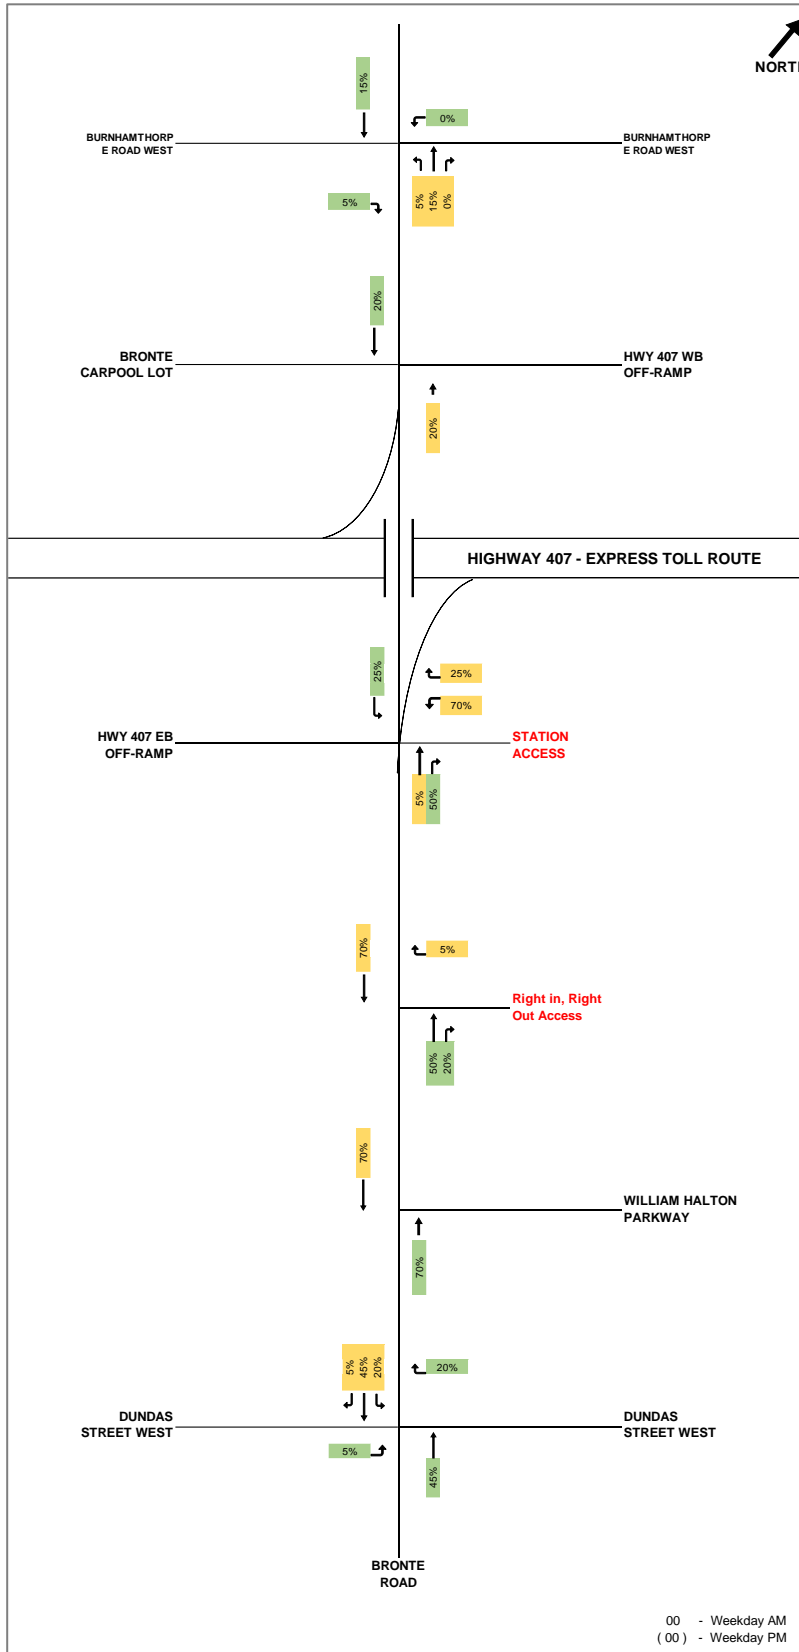 NORTH
15%
0%
BURNHAMTHORP
E ROAD WEST
BURNHAMTHORP
E ROAD WEST
5%
5%
15%
0%
20%
BRONTE
CARPOOL LOT
HWY 407 WB
OFF-RAMP
20%
HIGHWAY 407 - EXPRESS TOLL ROUTE
25%
25%
70%
HWY 407 EB
OFF-RAMP
STATION
ACCESS
5%
50%
70%
5%
Right in, Right
Out Access
50%
20%
70%
WILLIAM HALTON
PARKWAY
70%
5%
45%
20%
20%
DUNDAS
STREET WEST
DUNDAS
STREET WEST
5%
45%
BRONTE
ROAD
00 - Weekday AM
( 00 ) - Weekday PM